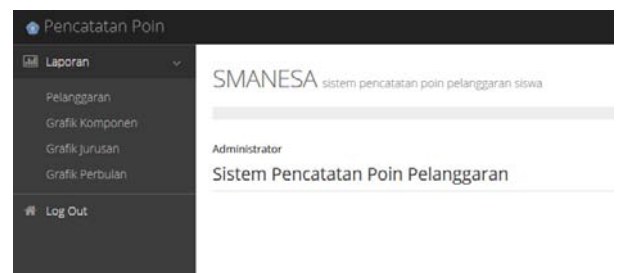 Pencatatan Poin
Laporan
Pelanggaran
Grafik Komponen
Grafik Jurusan
Grafik Perbulan
Log Out
SMANESA sistem pencatatan poin pelanggaran siswa
Administrator
Sistem Pencatatan Poin Pelanggaran